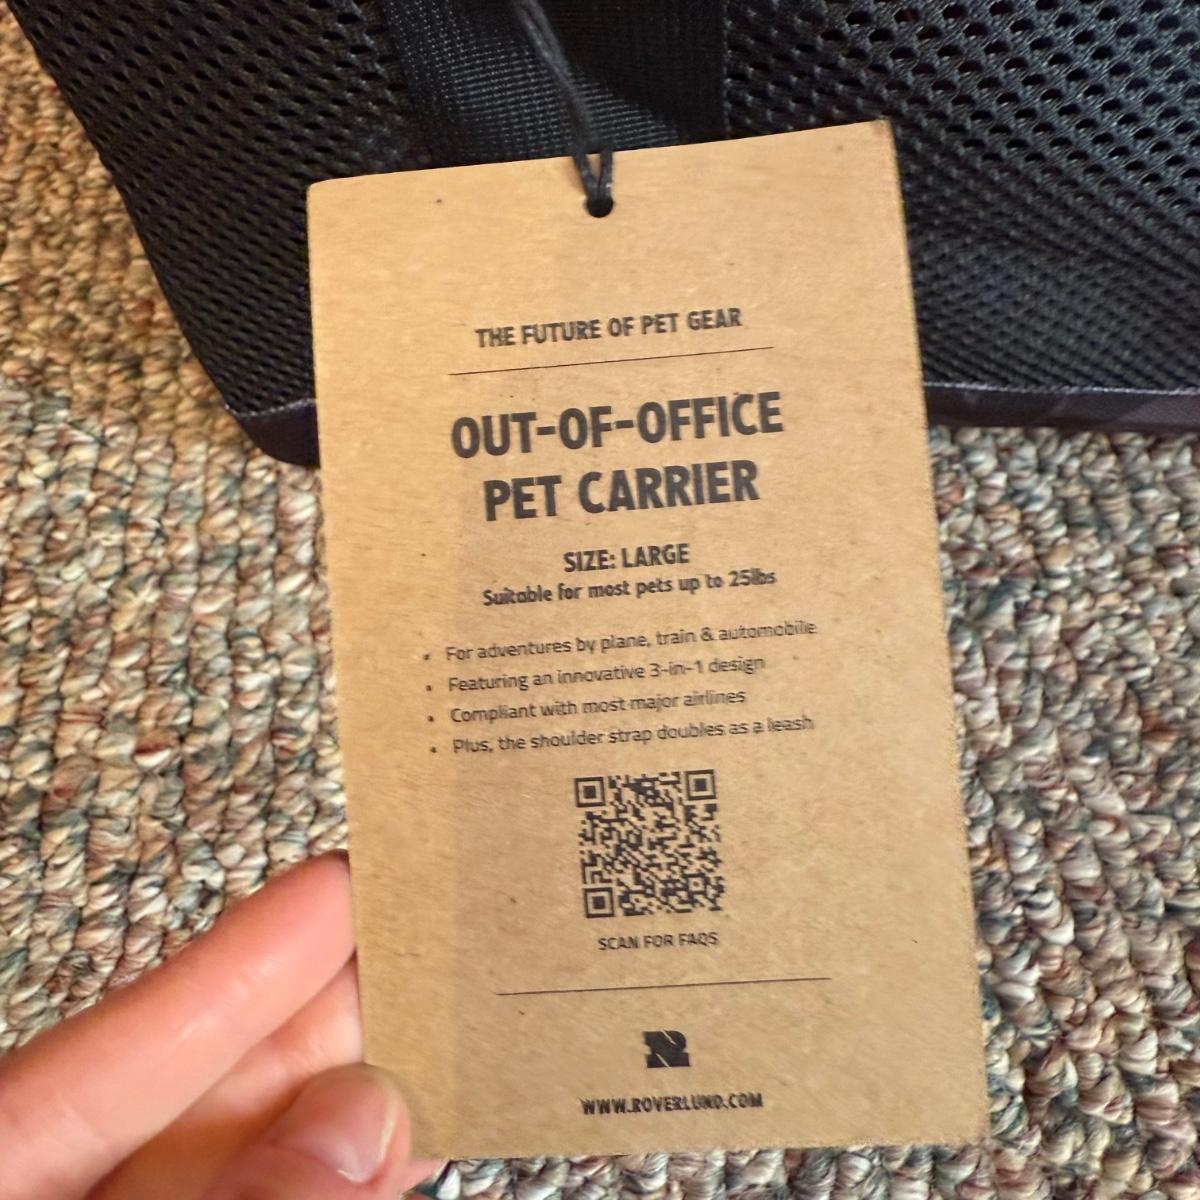 THE FUTURE OF PET GEAR
OUT-OF-OFFICE
PET CARRIER
SIZE: LARGE
Suitable for most pets up to 25lbs
• For adventures by plane, train & automobile
• Featuring an innovative 3-in-1 design
• Compliant with most major airlines
• Plus, the shoulder strap doubles as a leash
SCAN FOR FAQS
R
WWW.ROVERLUND.COM